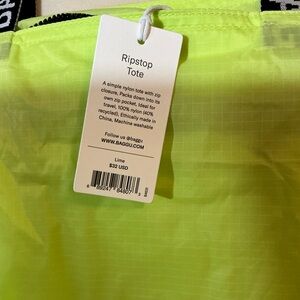 Ripstop
Tote
A simple nylon tote with zip
closure, Packs down into its
own zip pocket, Ideal for
travel, 100% nylon (40%
recycled), Ethically made in
China, Machine washable
Follow us @baggu
WWW.BAGGU.COM
Lime
$32 USD